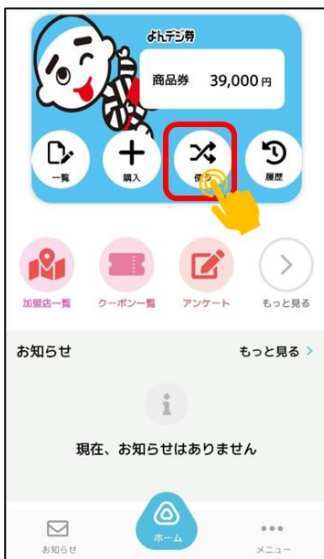 よんデジ券
商品券 39,000 円
一覧 購入 使う 履歴
加盟店一覧 クーポン一覧 アンケート もっと見る
お知らせ もっと見る
現在、お知らせはありません
お知らせ ホーム メニュー